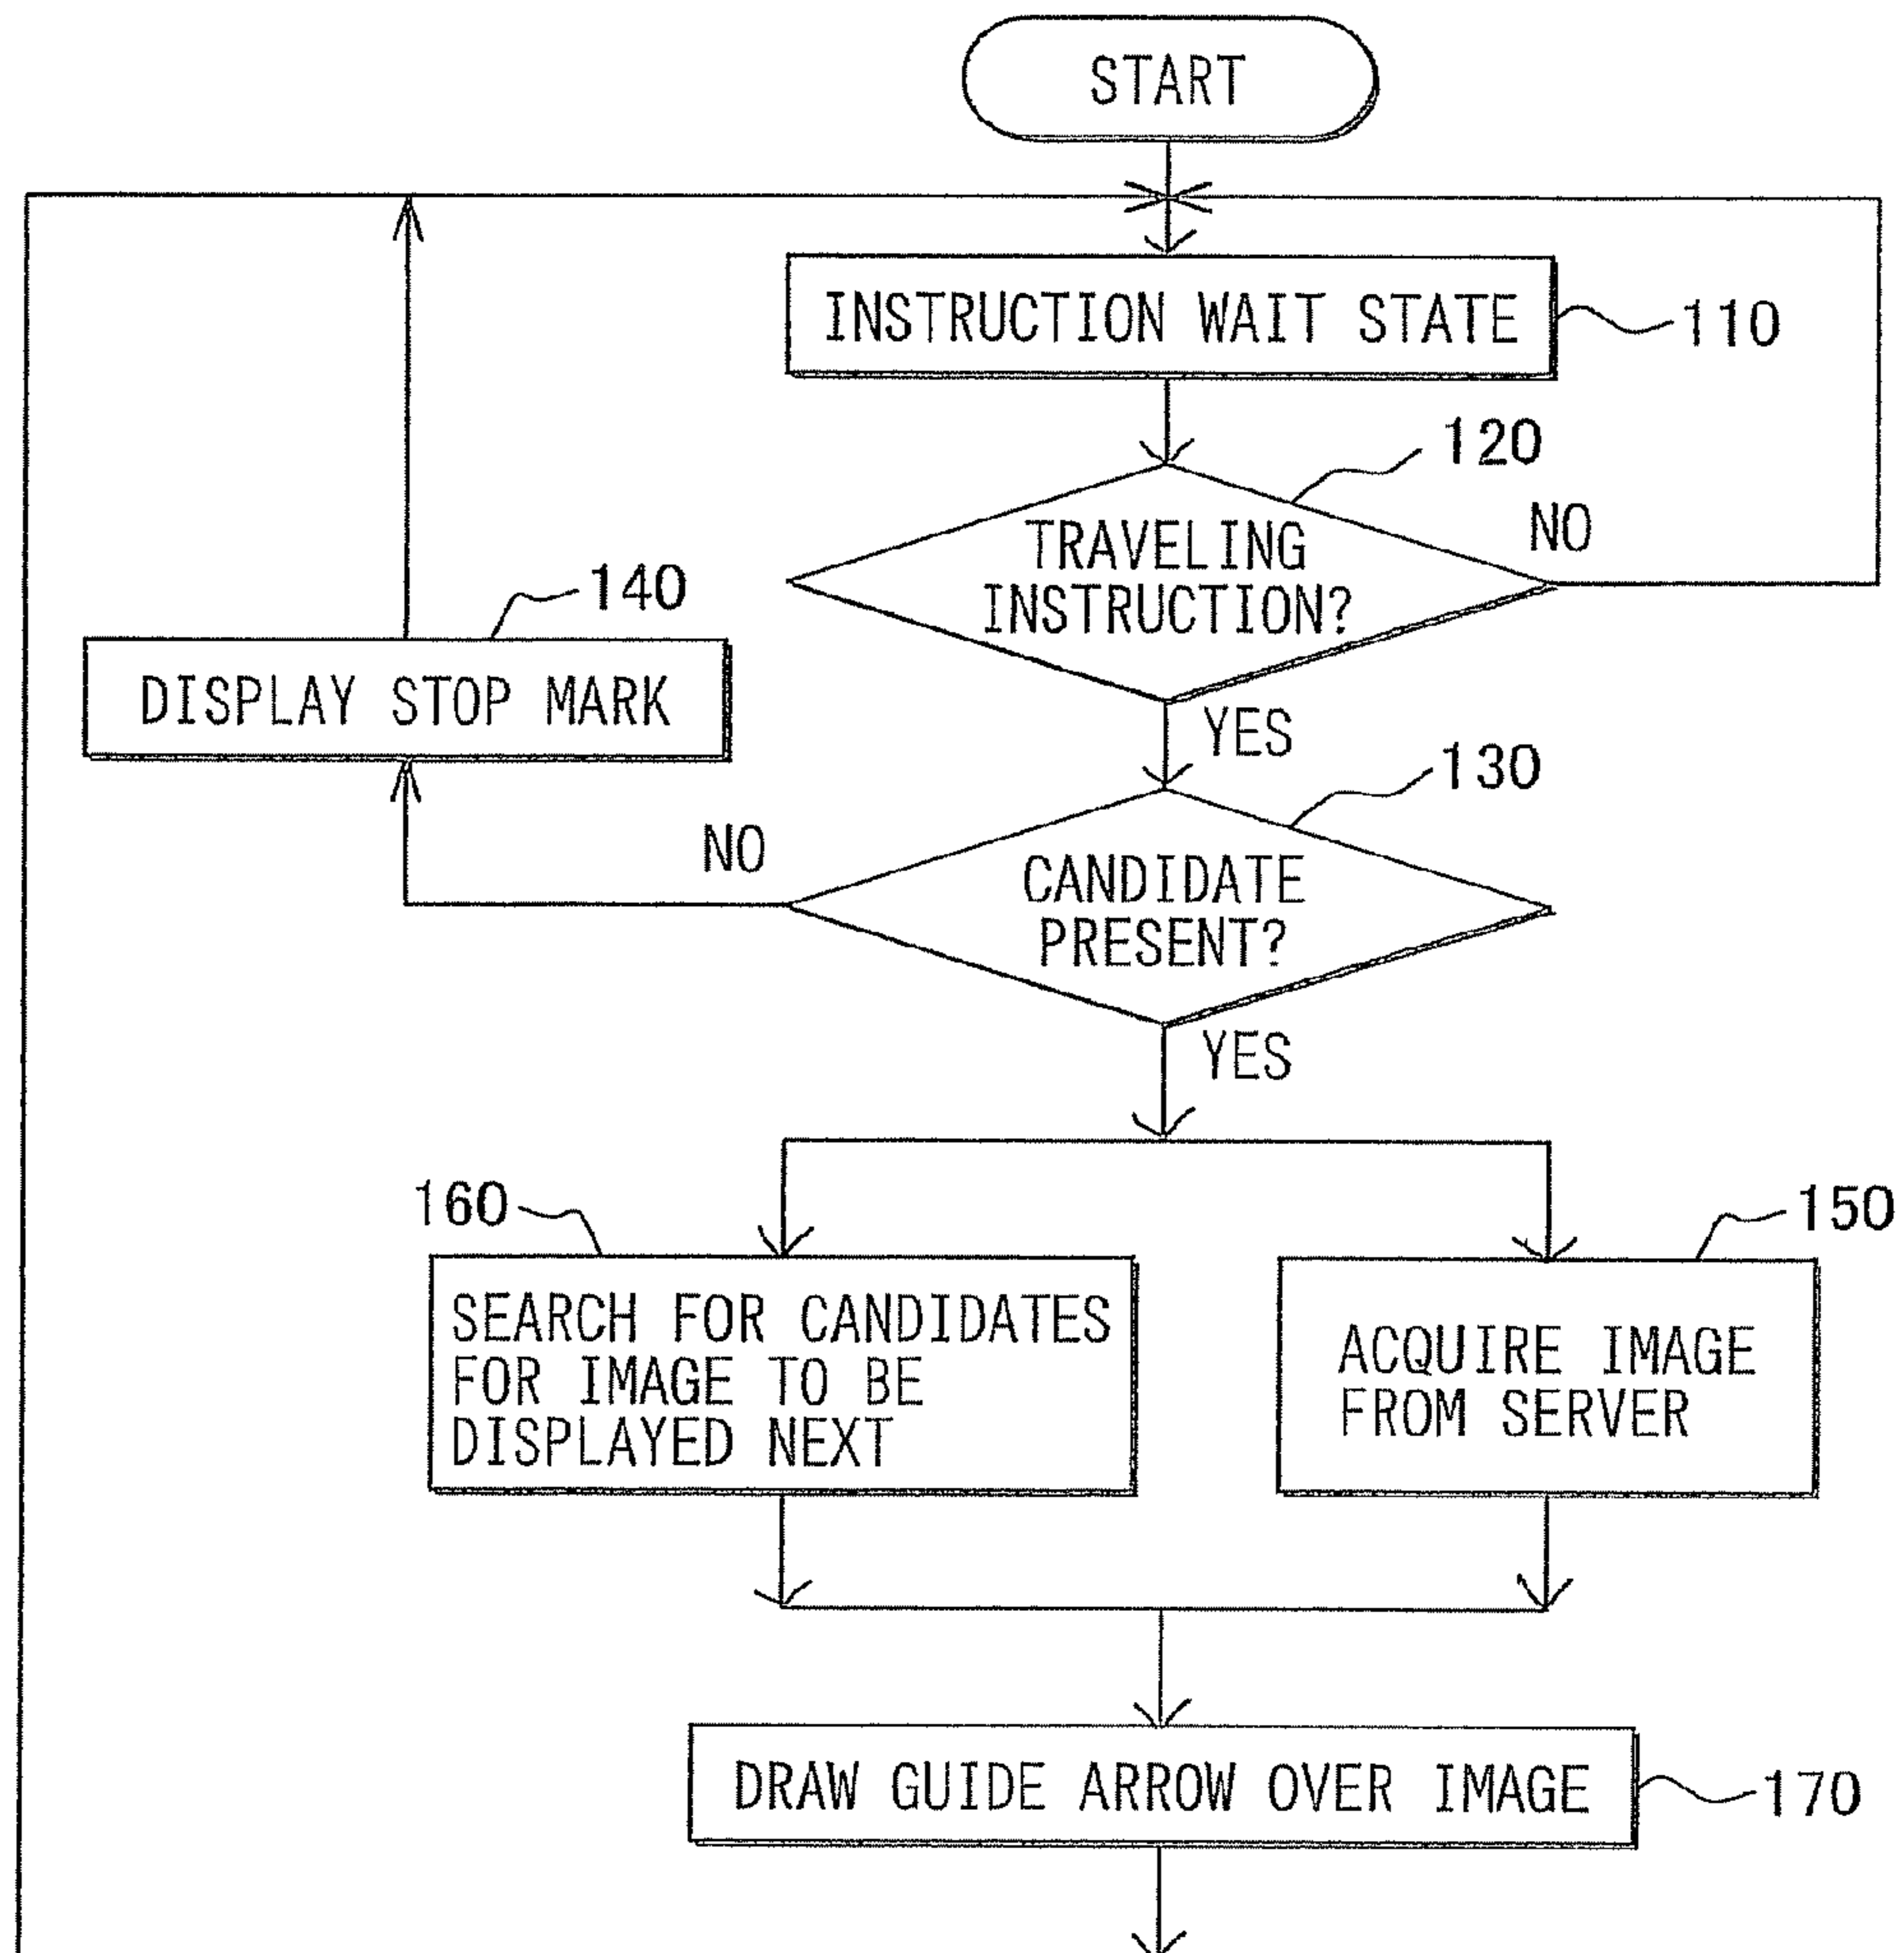 START
INSTRUCTION WAIT STATE
110
120
TRAVELING
INSTRUCTION?
NO
140
DISPLAY STOP MARK
YES
130
NO
CANDIDATE
PRESENT?
YES
160
150
SEARCH FOR CANDIDATES
FOR IMAGE TO BE
DISPLAYED NEXT
ACQUIRE IMAGE
FROM SERVER
DRAW GUIDE ARROW OVER IMAGE
170